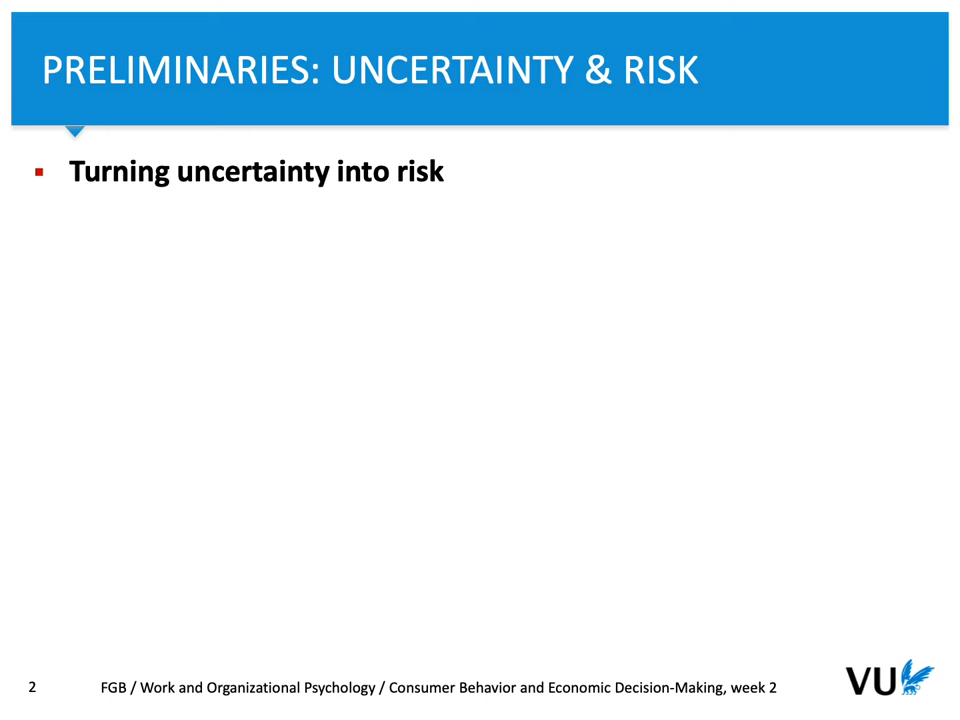 PRELIMINARIES: UNCERTAINTY & RISK
▪ Turning uncertainty into risk
2 FGB / Work and Organizational Psychology / Consumer Behavior and Economic Decision-Making, week 2
VU